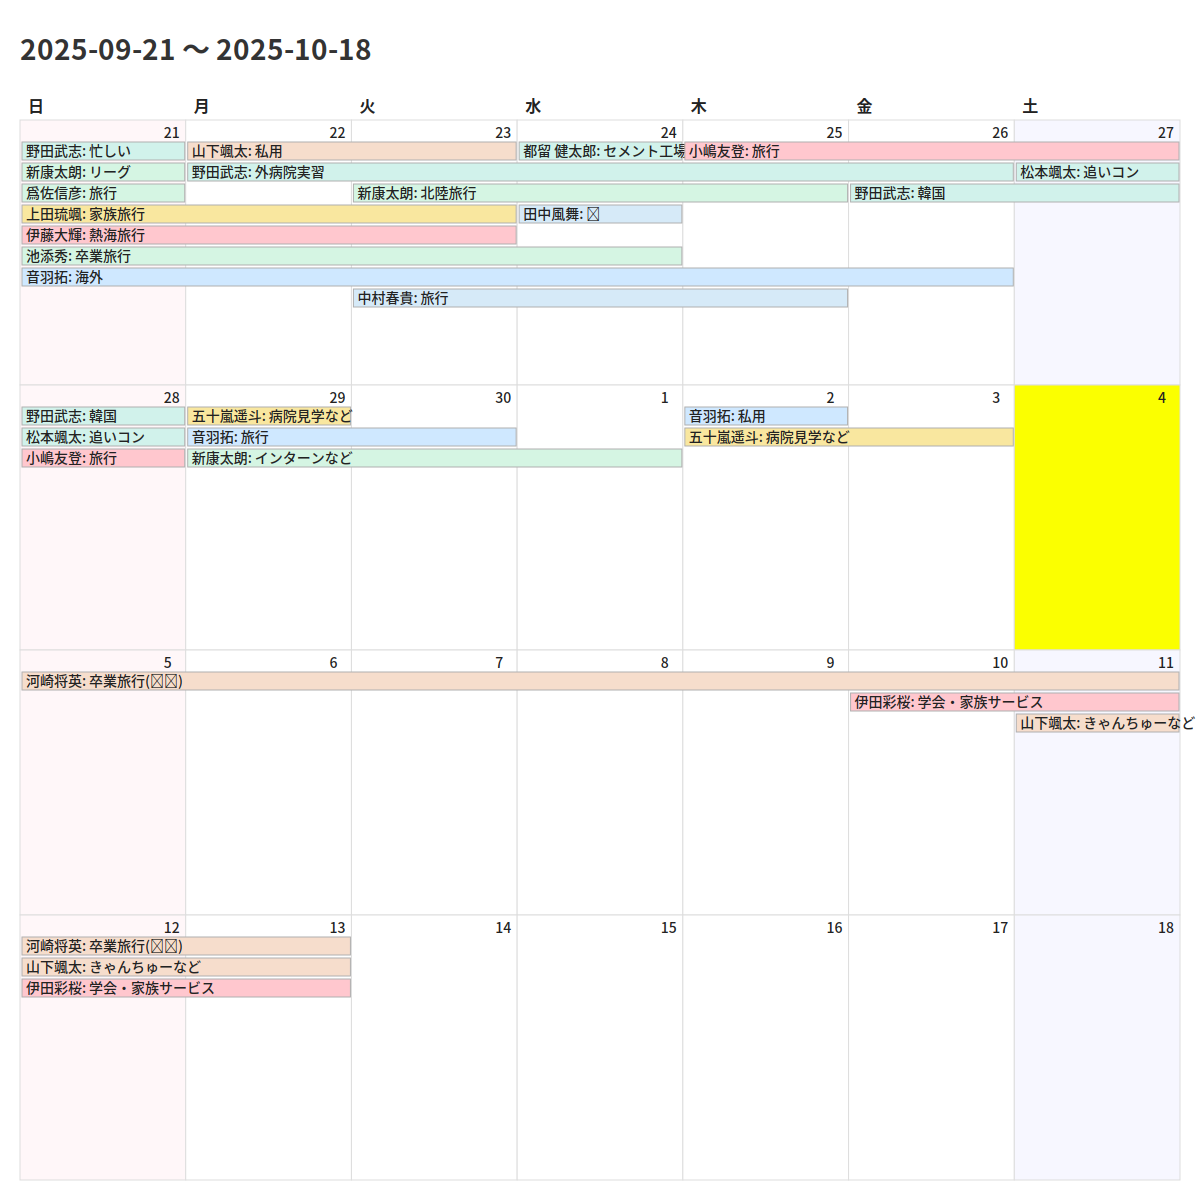 2025-09-21 〜 2025-10-18
日 月 火 水 木 金 土
21 22 23 24 25 26 27
野田武志: 忙しい 山下颯太: 私用 都留 健太郎: セメント工場 小嶋友登: 旅行
新康太朗: リーグ 野田武志: 外病院実習 松本颯太: 追いコン
爲佐信彦: 旅行 新康太朗: 北陸旅行 野田武志: 韓国
上田琉颯: 家族旅行 田中風舞:
伊藤大輝: 熱海旅行
池添秀: 卒業旅行
音羽拓: 海外
中村春貴: 旅行
28 29 30 1 2 3 4
野田武志: 韓国 五十嵐遥斗: 病院見学など 音羽拓: 私用
松本颯太: 追いコン 音羽拓: 旅行 五十嵐遥斗: 病院見学など
小嶋友登: 旅行 新康太朗: インターンなど
5 6 7 8 9 10 11
河崎将英: 卒業旅行()
伊田彩桜: 学会・家族サービス
山下颯太: きゃんちゅーなど
12 13 14 15 16 17 18
河崎将英: 卒業旅行()
山下颯太: きゃんちゅーなど
伊田彩桜: 学会・家族サービス